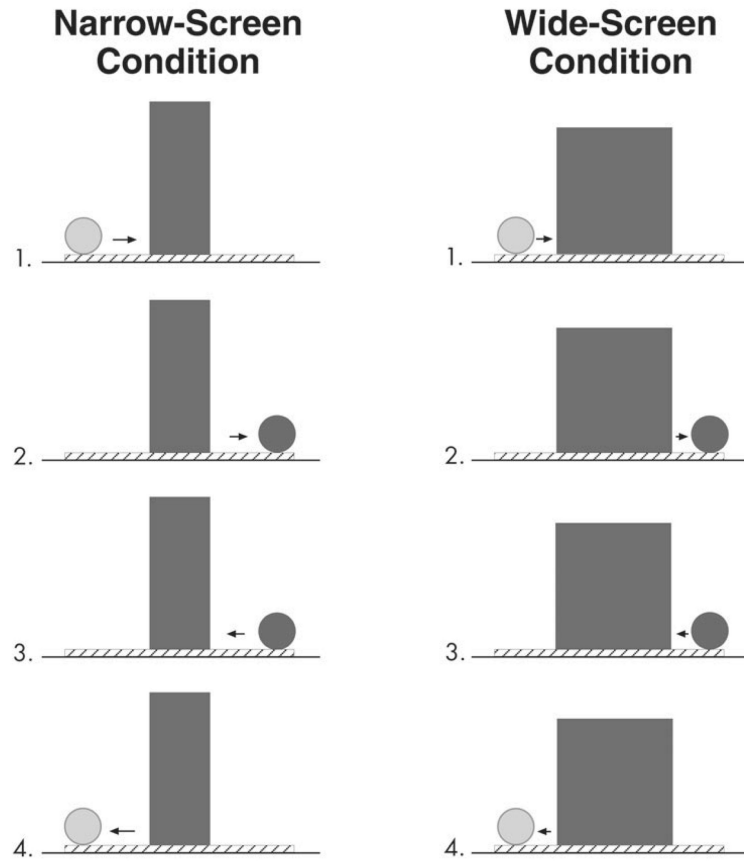 Narrow-Screen
Condition
Wide-Screen
Condition
1.
1.
2.
2.
3.
3.
4.
4.